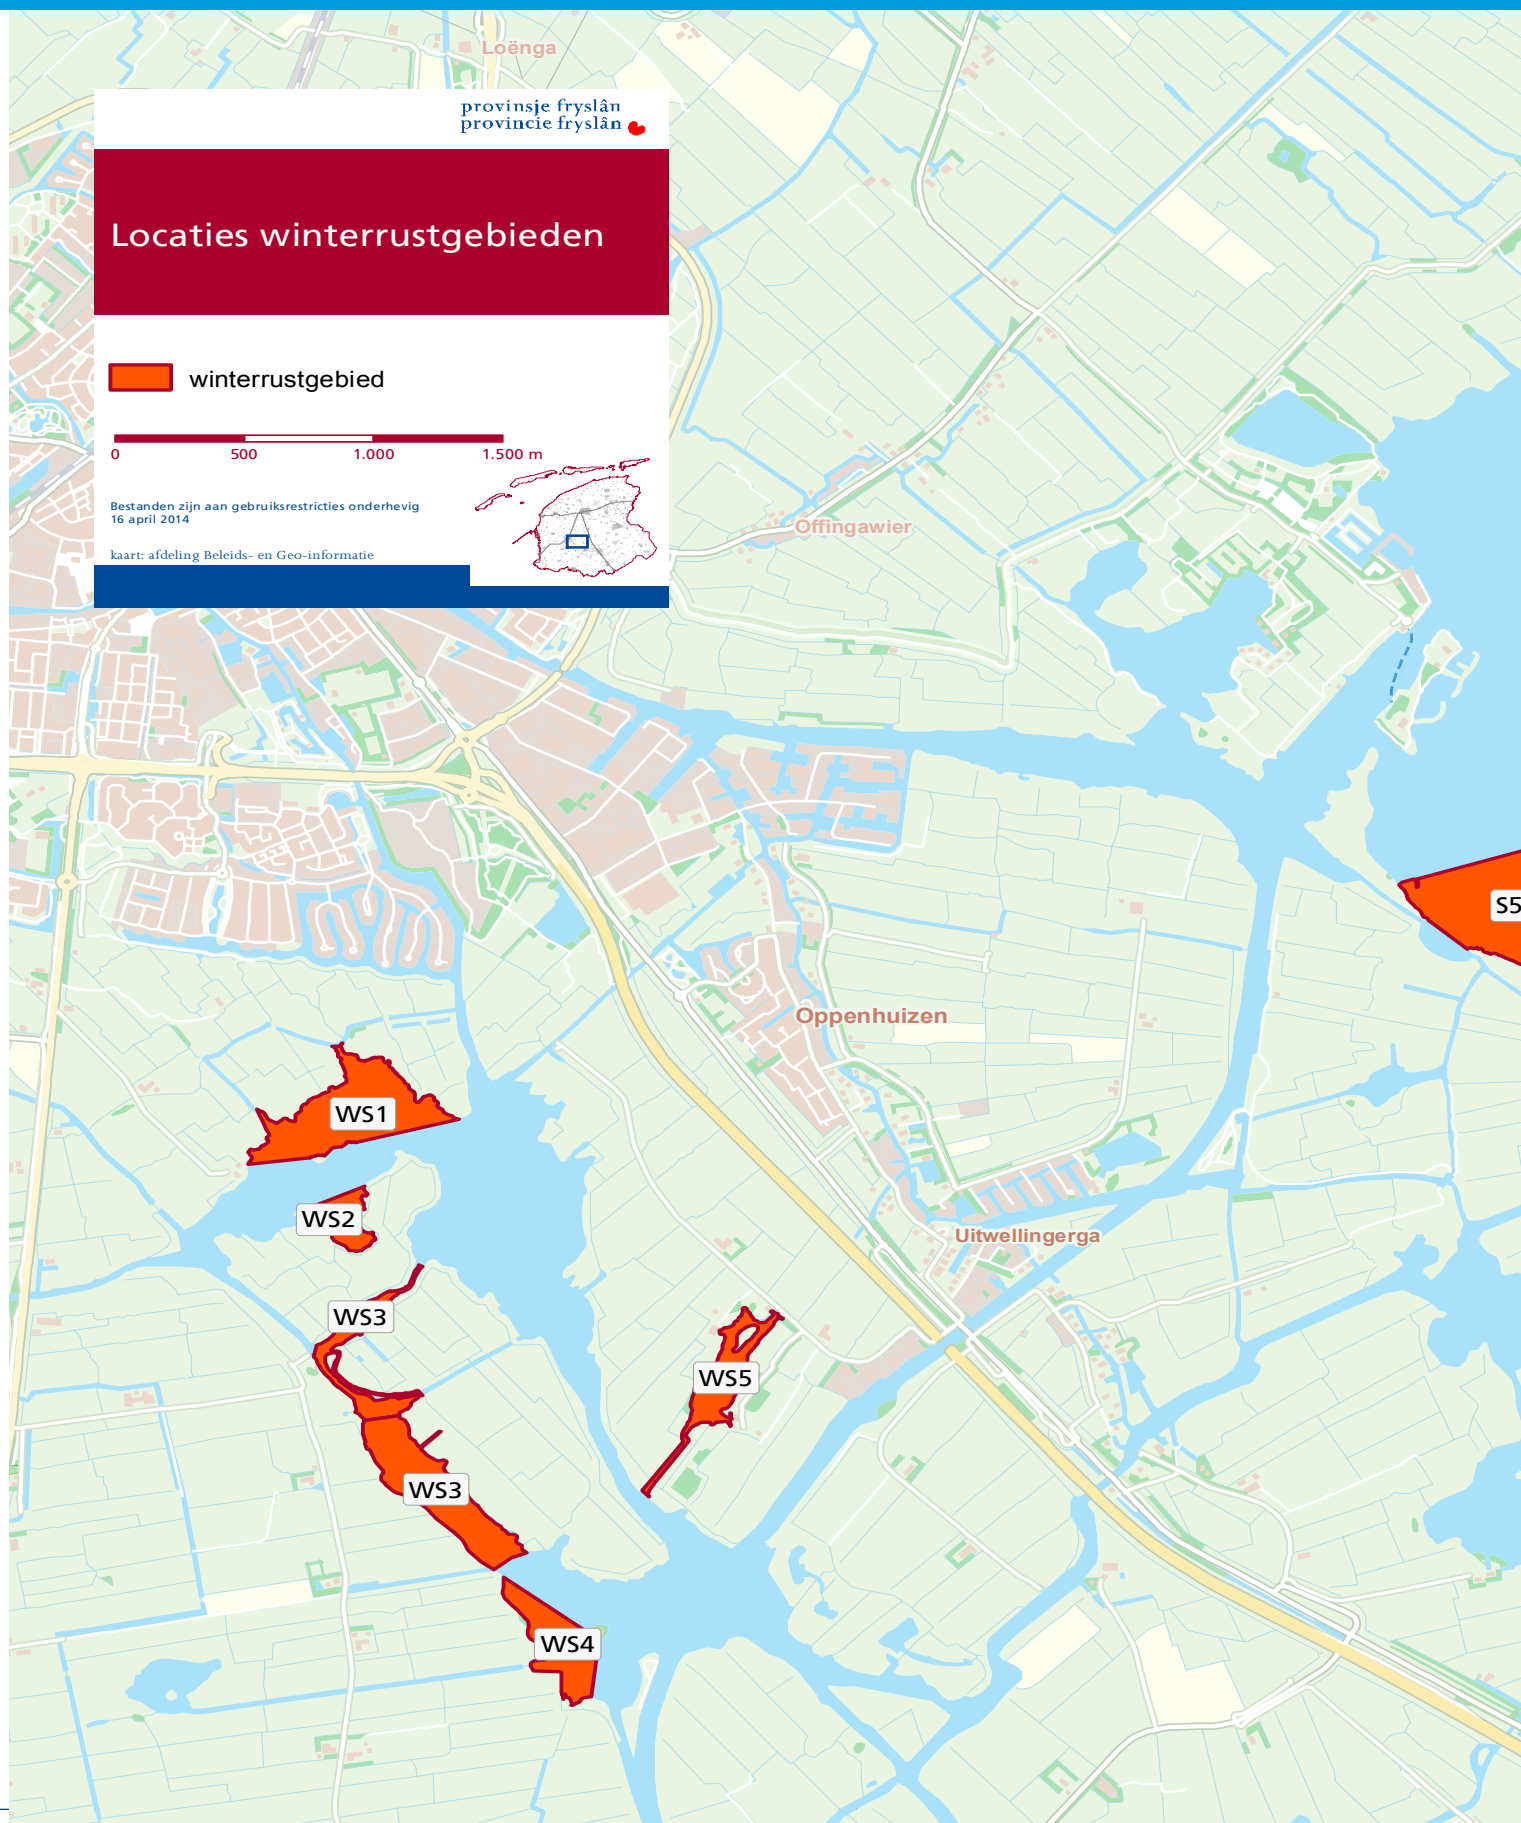 Loënga
provinsje fryslân
provincie fryslân
Locaties winterrustgebieden
winterrustgebied
0 500 1.000 1.500 m
Bestanden zijn aan gebruiksrestricties onderhevig
16 april 2014
kaart: afdeling Beleids- en Geo-informatie
Offingawier
S5
Oppenhuizen
WS1
WS2
Uitwellingerga
WS3
WS5
WS3
WS4